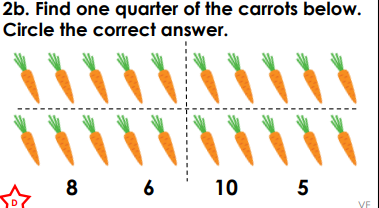 2b. Find one quarter of the carrots below.
Circle the correct answer.
8 6 10 5
D
VF